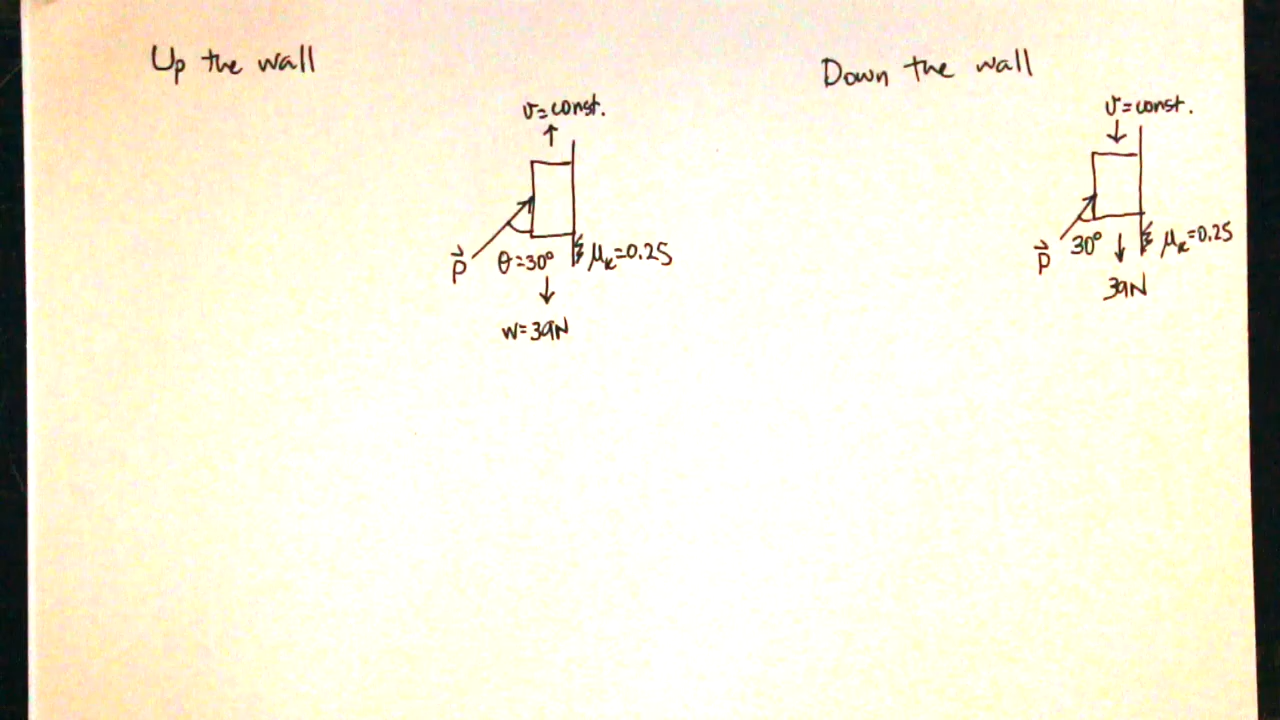 Up the wall
v=const.
↑
P⃗ θ=30° μₖ=0.25
↓
w=39N
Down the wall
v=const.
↓
P⃗ 30° ↓ μₖ=0.25
39N